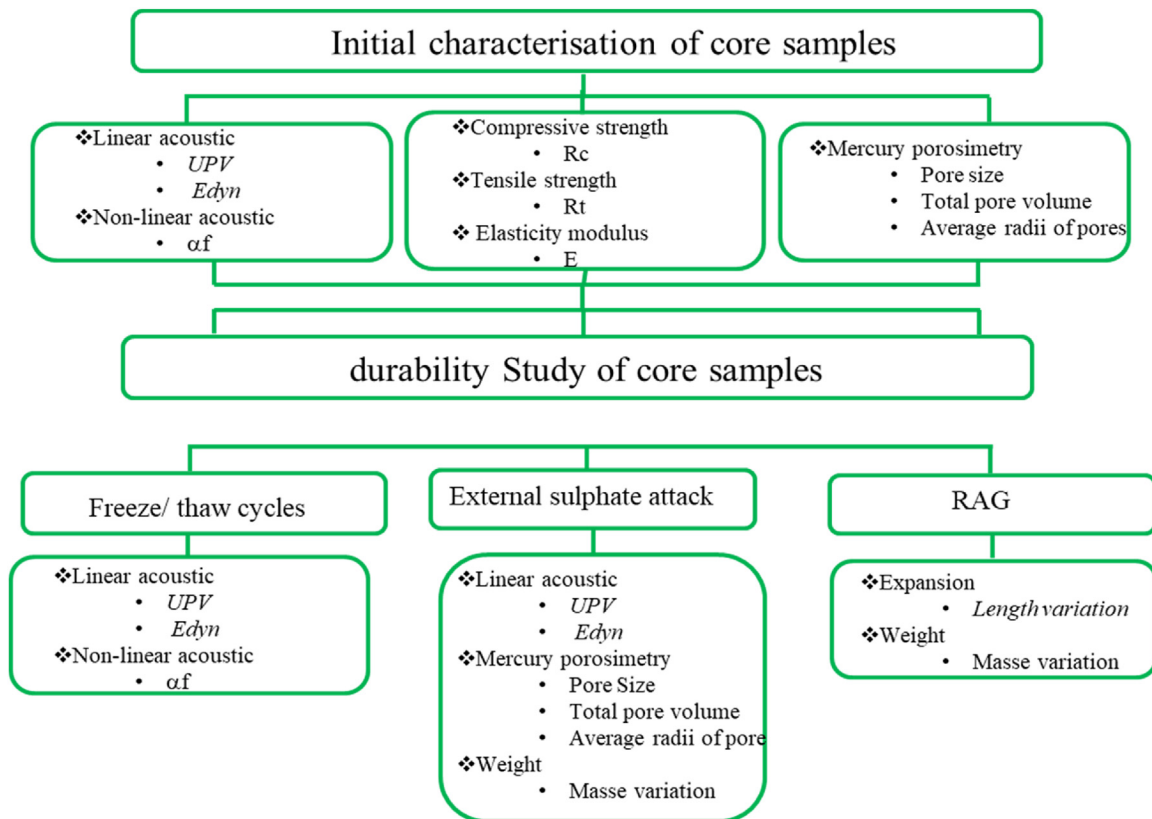 Initial characterisation of core samples
❖Linear acoustic
• UPV
• Edyn
❖Non-linear acoustic
• αf
❖Compressive strength
• Rc
❖Tensile strength
• Rt
❖ Elasticity modulus
• E
❖Mercury porosimetry
• Pore size
• Total pore volume
• Average radii of pores
durability Study of core samples
Freeze/ thaw cycles
❖Linear acoustic
• UPV
• Edyn
❖Non-linear acoustic
• αf
External sulphate attack
❖Linear acoustic
• UPV
• Edyn
❖Mercury porosimetry
• Pore Size
• Total pore volume
• Average radii of pore
❖Weight
• Masse variation
RAG
❖Expansion
• Length variation
❖Weight
• Masse variation